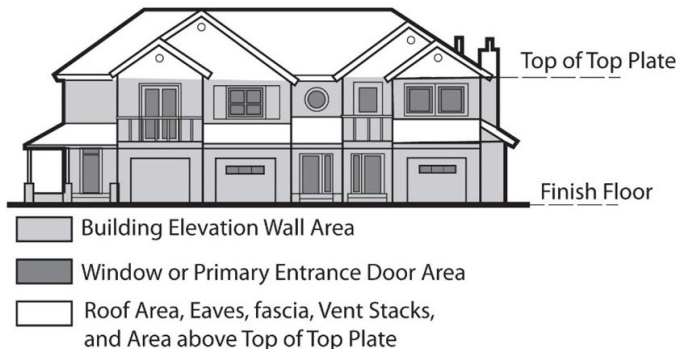 Top of Top Plate
Finish Floor
Building Elevation Wall Area
Window or Primary Entrance Door Area
Roof Area, Eaves, fascia, Vent Stacks,
and Area above Top of Top Plate